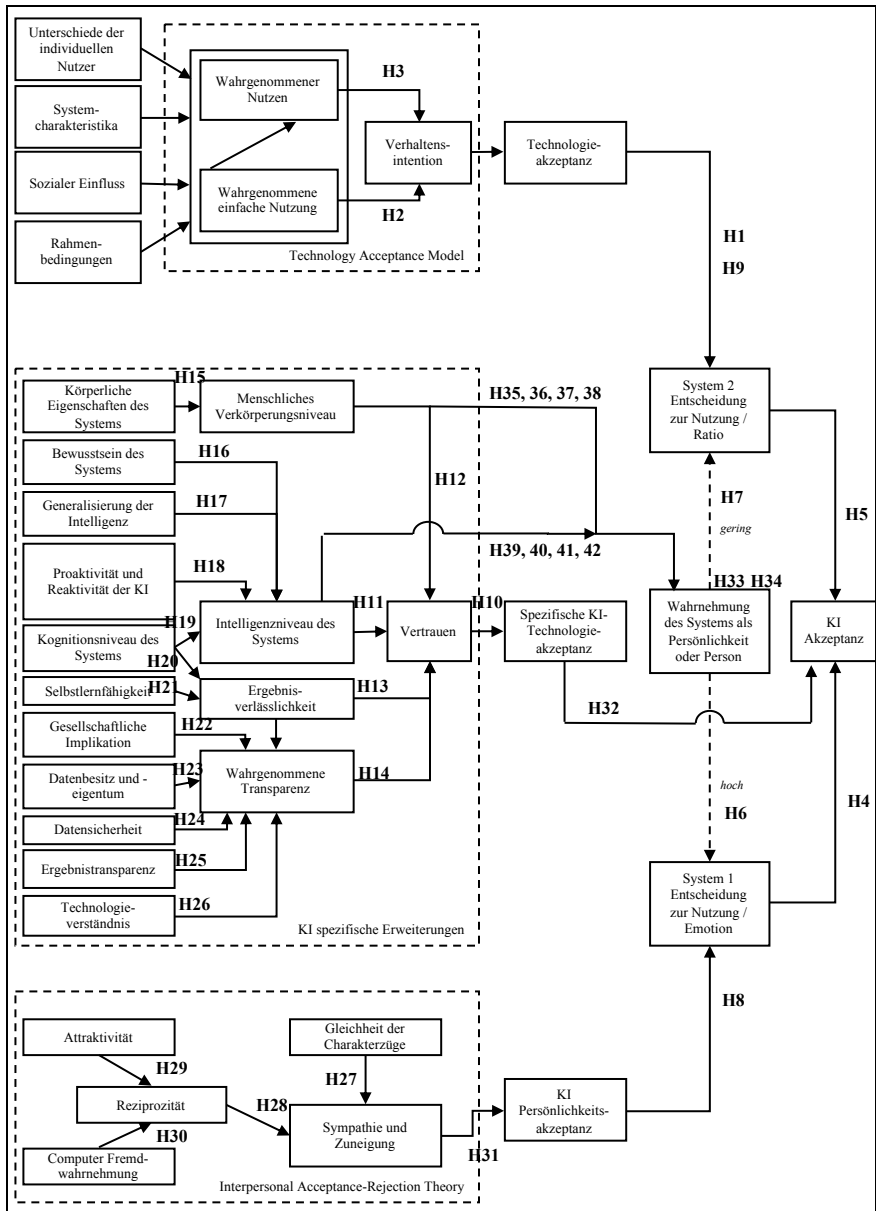 Unterschiede der
individuellen
Nutzer
System-
charakteristika
Sozialer Einfluss
Rahmen-
bedingungen
Wahrgenommener
Nutzen
Wahrgenommene
einfache Nutzung
H3
H2
Verhaltens-
intention
Technology Acceptance Model
Technologie-
akzeptanz
H1
H9
Körperliche
Eigenschaften des
Systems
H15
Menschliches
Verkörperungsniveau
H35, 36, 37, 38
Bewusstsein des
Systems
H16
Generalisierung der
Intelligenz
H17
H12
H39, 40, 41, 42
Proaktivität und
Reaktivität der KI
H18
Kognitionsniveau des
Systems
H19
H20
Intelligenzniveau des
Systems
H11
Vertrauen
H10
Spezifische KI-
Technologie-
akzeptanz
Selbstlernfähigkeit
H21
Ergebnis-
verlässlichkeit
H13
Gesellschaftliche
Implikation
H22
Datenbesitz und -
eigentum
H23
Wahrgenommene
Transparenz
H14
Datensicherheit
H24
Ergebnistransparenz
H25
Technologie-
verständnis
H26
KI spezifische Erweiterungen
H32
System 2
Entscheidung
zur Nutzung /
Ratio
H7
gering
H5
H33 H34
Wahrnehmung
des Systems als
Persönlichkeit
oder Person
KI
Akzeptanz
hoch
H6
H4
System 1
Entscheidung
zur Nutzung /
Emotion
H8
Attraktivität
H29
Reziprozität
H30
Computer Fremd-
wahrnehmung
H28
Gleichheit der
Charakterzüge
H27
Sympathie und
Zuneigung
H31
KI
Persönlichkeits-
akzeptanz
Interpersonal Acceptance-Rejection Theory